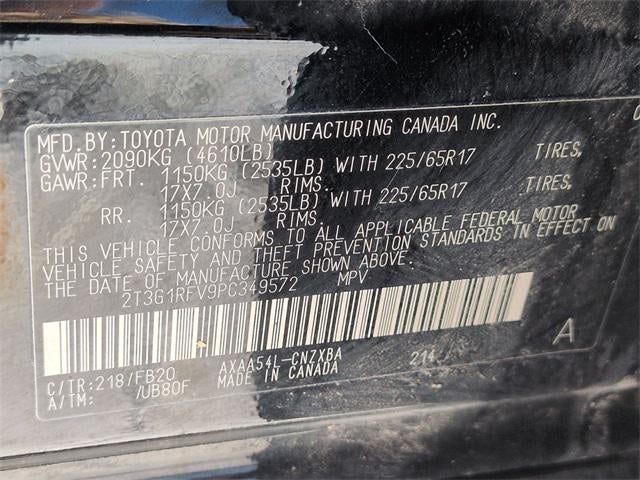 MFD.BY:TOYOTA MOTOR MANUFACTURING CANADA INC.
GVWR:2090KG (4610LB)
GAWR:FRT. 1150KG (2535LB) WITH 225/65R17 TIRES,
17X7.0J RIMS.
RR. 1150KG (2535LB) WITH 225/65R17 TIRES,
17X7.0J RIMS.
THIS VEHICLE CONFORMS TO ALL APPLICABLE FEDERAL MOTOR
VEHICLE SAFETY AND THEFT PREVENTION STANDARDS IN EFFECT ON
THE DATE OF MANUFACTURE SHOWN ABOVE.
2T3G1RFV9PC349572 MPV
C/TR:218/FB20 AXAA54L-CNZXBA 214
A/TM: /UB80F MADE IN CANADA
A